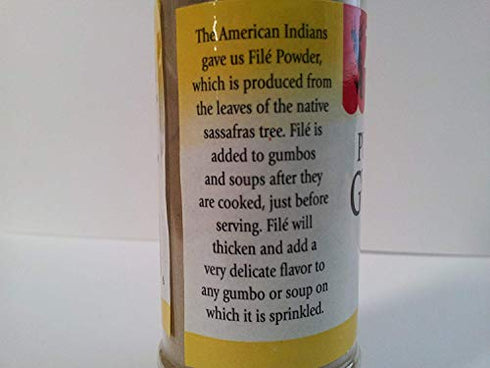 The American Indians
gave us Filé Powder,
which is produced from
the leaves of the native
sassafras tree. Filé is
added to gumbos
and soups after they
are cooked, just before
serving. Filé will
thicken and add a
very delicate flavor to
any gumbo or soup on
which it is sprinkled.
P
G